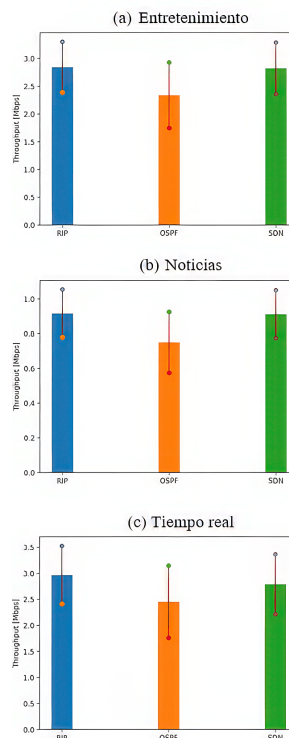 (a) Entretenimiento
Throughput [Mbps]
3.0
2.5
2.0
1.5
1.0
0.5
0.0
RIP OSPF SDN
(b) Noticias
Throughput [Mbps]
1.0
0.8
0.6
0.4
0.2
0.0
RIP OSPF SDN
(c) Tiempo real
Throughput [Mbps]
3.5
3.0
2.5
2.0
1.5
1.0
0.5
0.0
RIP OSPF SDN